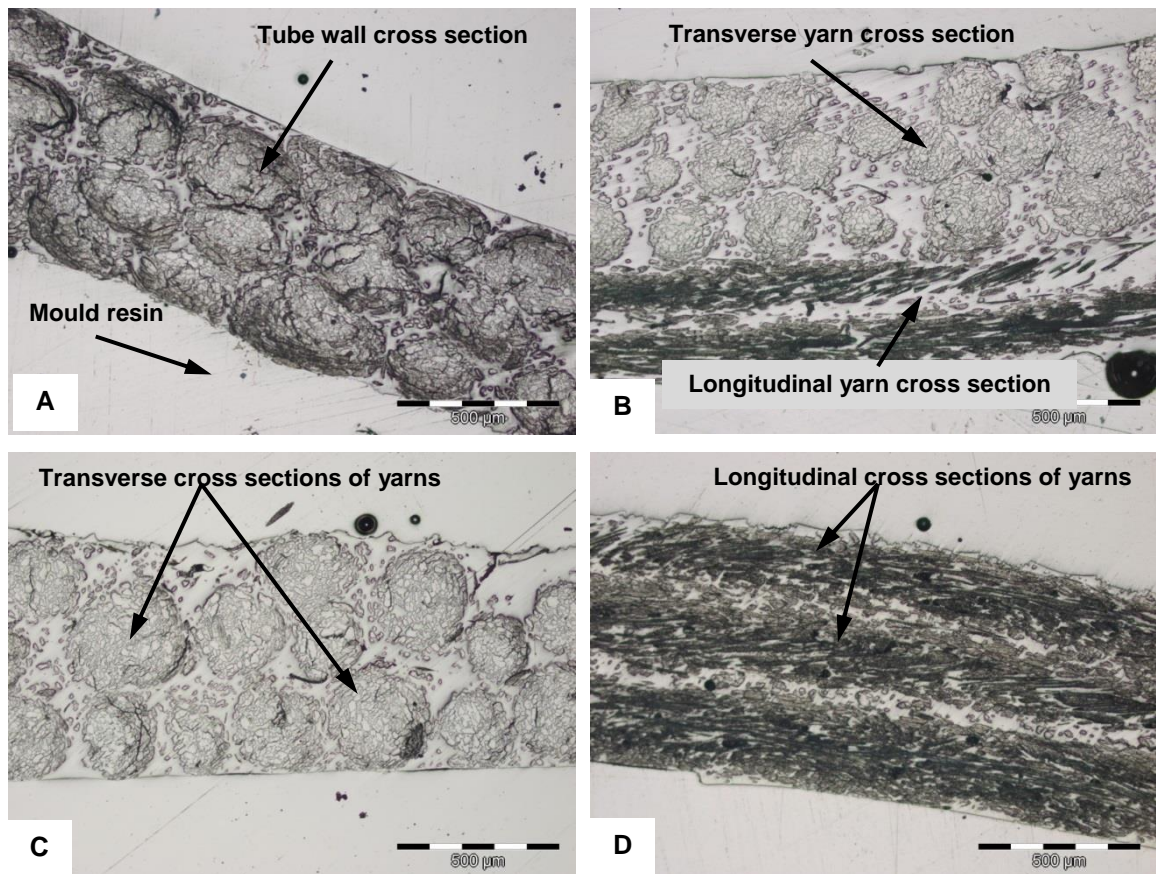 Tube wall cross section
Mould resin
A
500 µm
Transverse yarn cross section
Longitudinal yarn cross section
B
500 µm
Transverse cross sections of yarns
C
500 µm
Longitudinal cross sections of yarns
D
500 µm